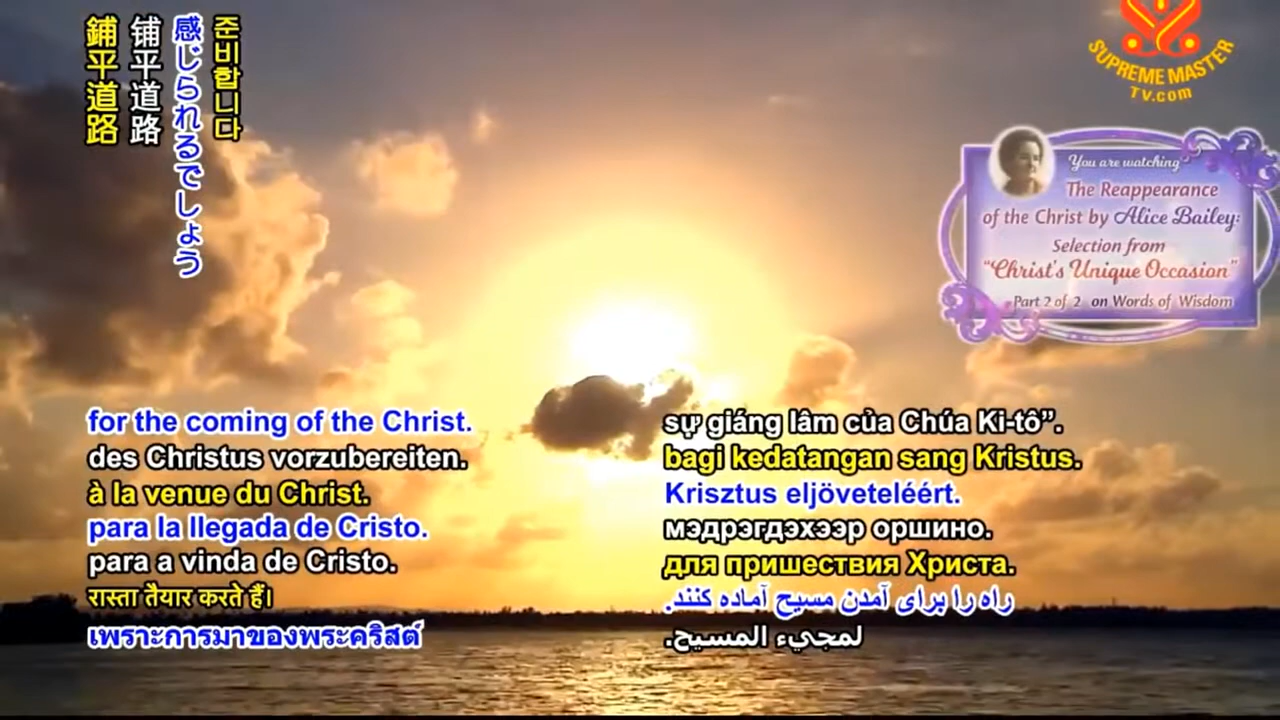 鋪平道路
铺平道路
感じられるでしょう
준비합니다
SUPREME MASTER
TV.com
You are watching
The Reappearance
of the Christ by Alice Bailey:
Selection from
“Christ's Unique Occasion”
Part 2 of 2 on Words of Wisdom
for the coming of the Christ.
des Christus vorzubereiten.
à la venue du Christ.
para la llegada de Cristo.
para a vinda de Cristo.
रास्ता तैयार करते हैं।
เพราะการมาของพระคริสต์
sự giáng lâm của Chúa Ki-tô”.
bagi kedatangan sang Kristus.
Krisztus eljöveteléért.
мэдрэгдэхээр оршино.
для пришествия Христа.
راه را برای آمدن مسیح آماده کنند.
لمجيء المسيح.